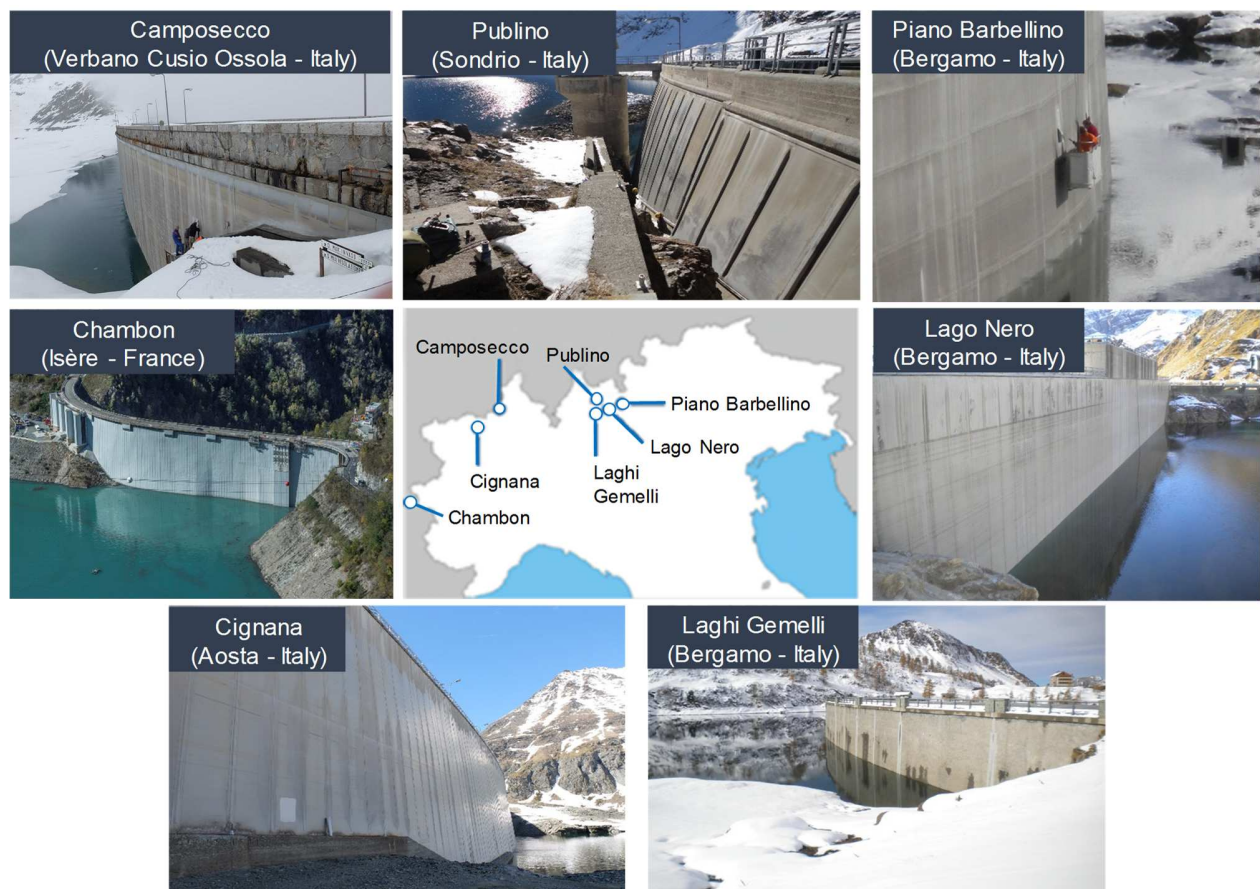 Camposecco
(Verbano Cusio Ossola - Italy)
Publino
(Sondrio - Italy)
Piano Barbellino
(Bergamo - Italy)
Chambon
(Isère - France)
Camposecco
Publino
Piano Barbellino
Lago Nero
Laghi
Gemelli
Cignana
Chambon
Lago Nero
(Bergamo - Italy)
Cignana
(Aosta - Italy)
Laghi Gemelli
(Bergamo - Italy)